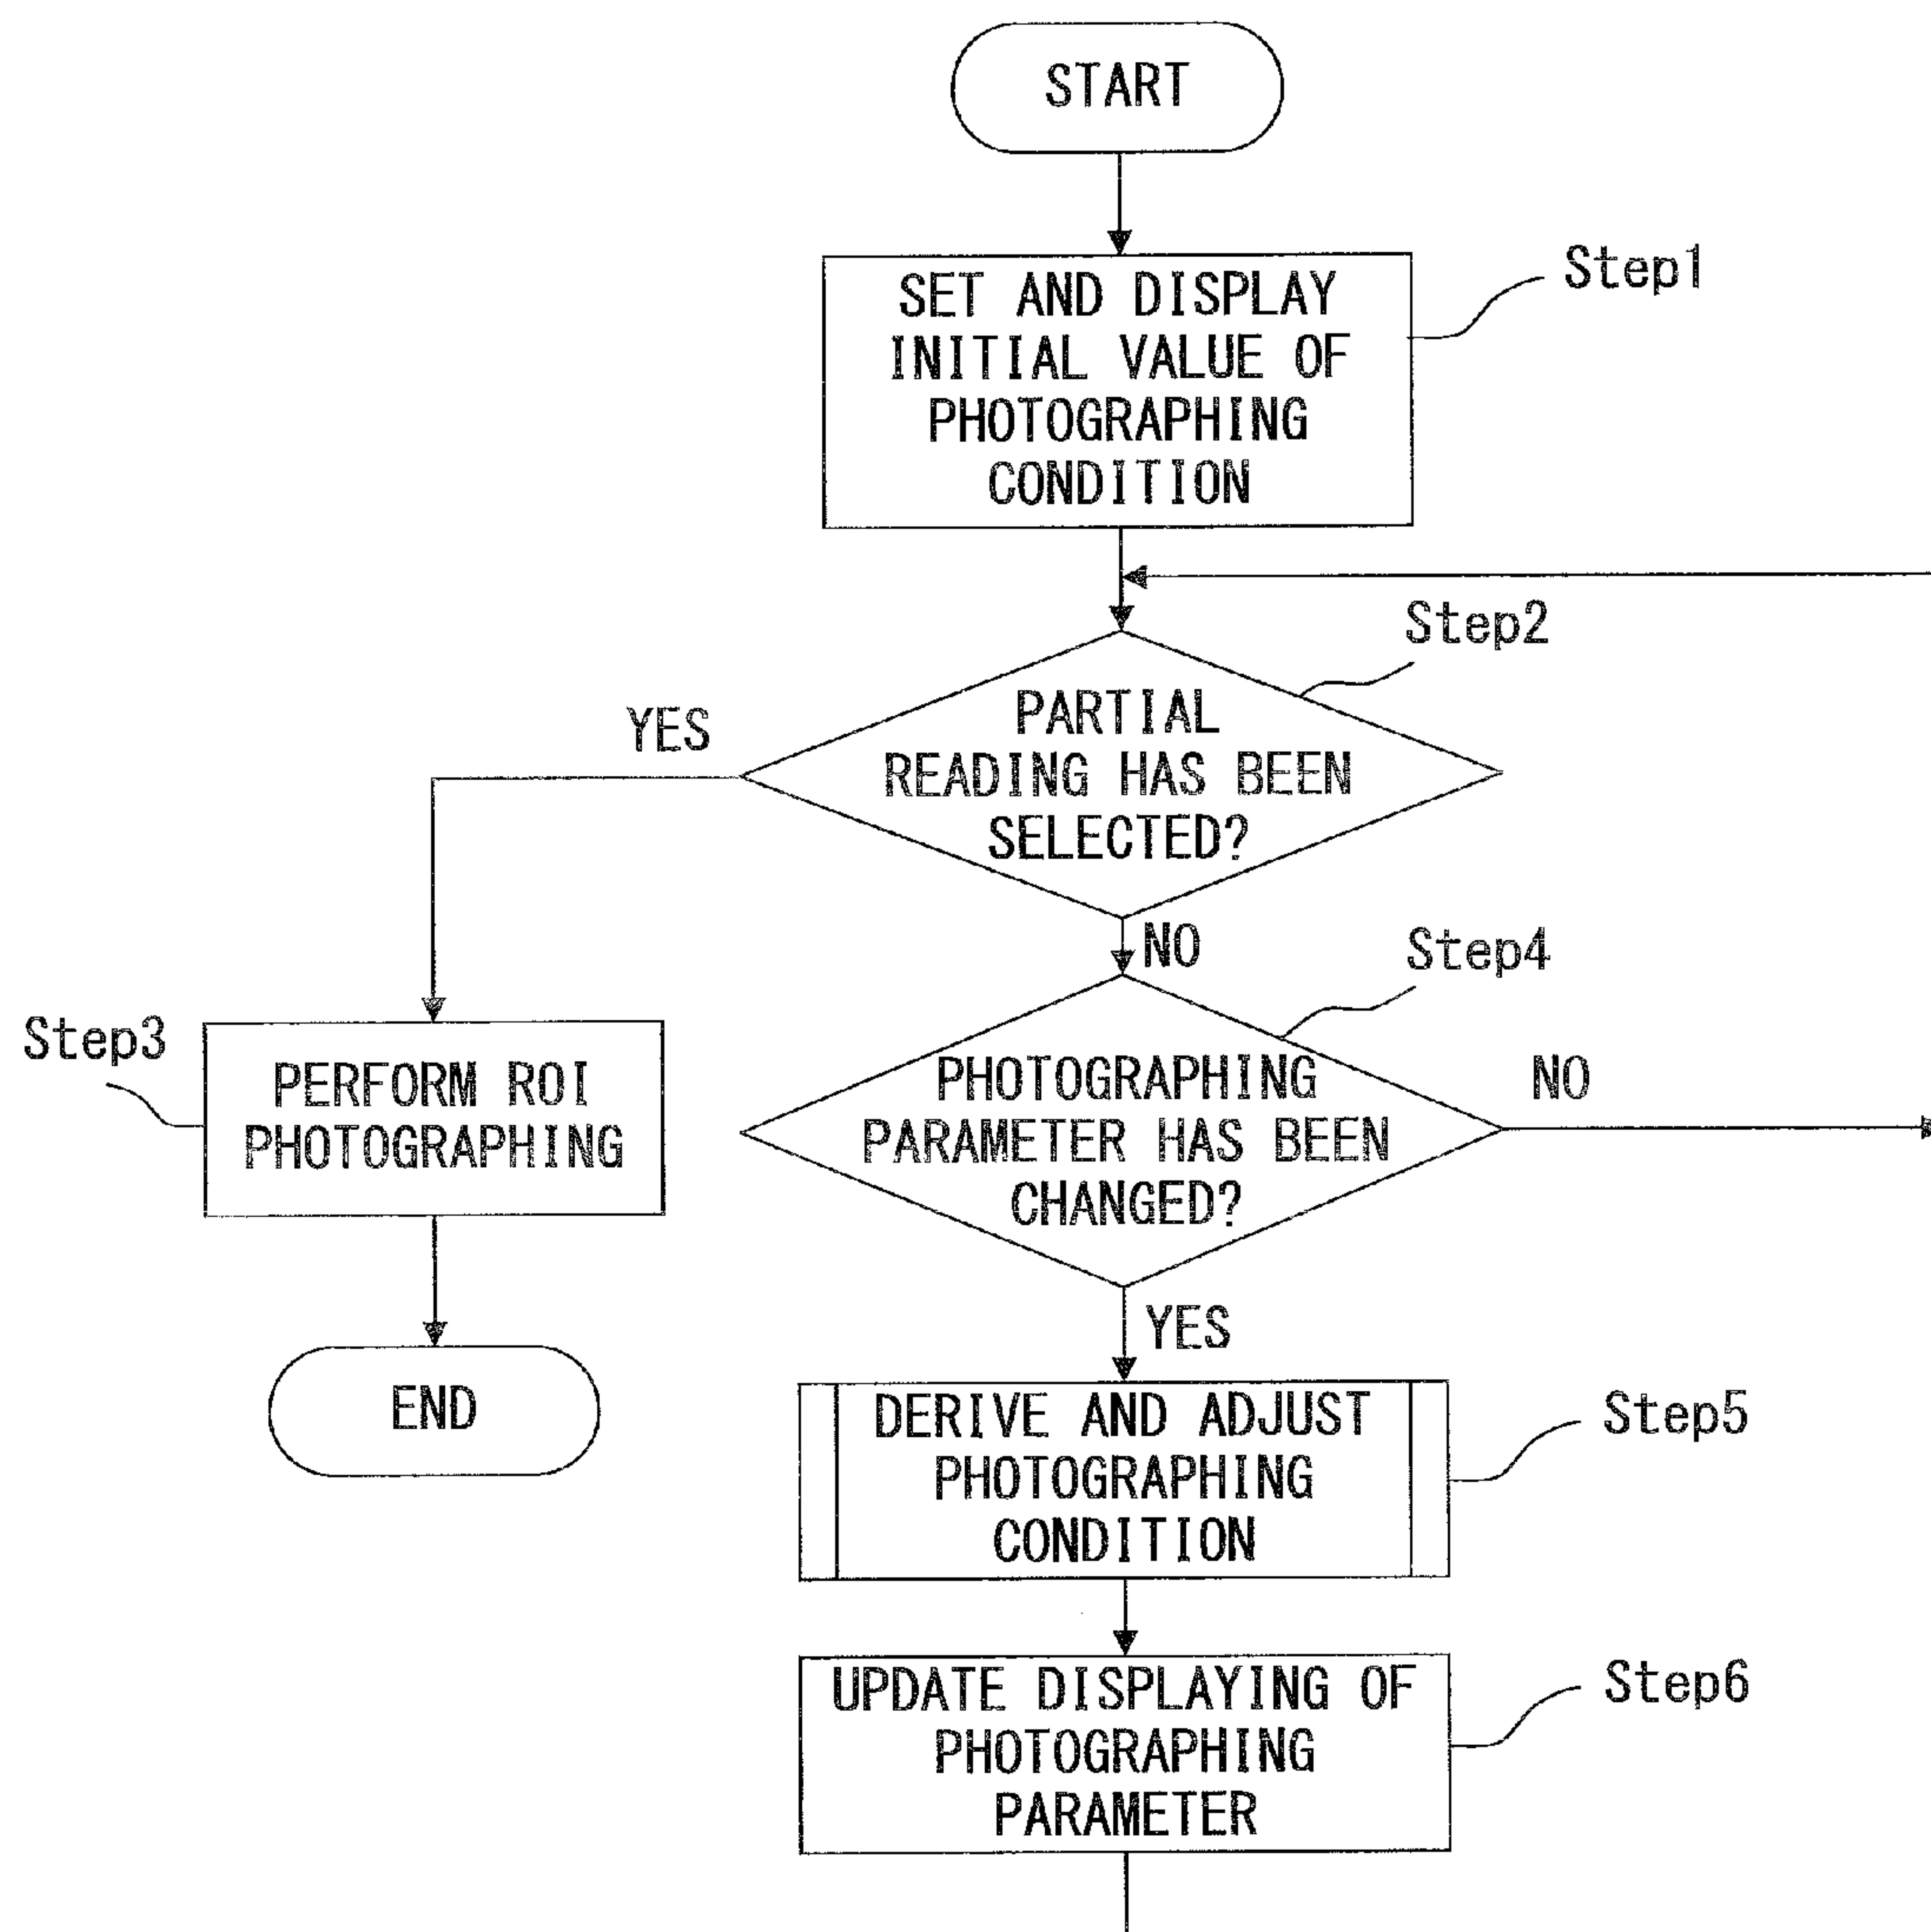 START
Step1
SET AND DISPLAY
INITIAL VALUE OF
PHOTOGRAPHING
CONDITION
Step2
YES
PARTIAL
READING HAS BEEN
SELECTED?
NO
Step4
Step3
PERFORM ROI
PHOTOGRAPHING
PHOTOGRAPHING
PARAMETER HAS BEEN
CHANGED?
NO
YES
END
Step5
DERIVE AND ADJUST
PHOTOGRAPHING
CONDITION
Step6
UPDATE DISPLAYING OF
PHOTOGRAPHING
PARAMETER